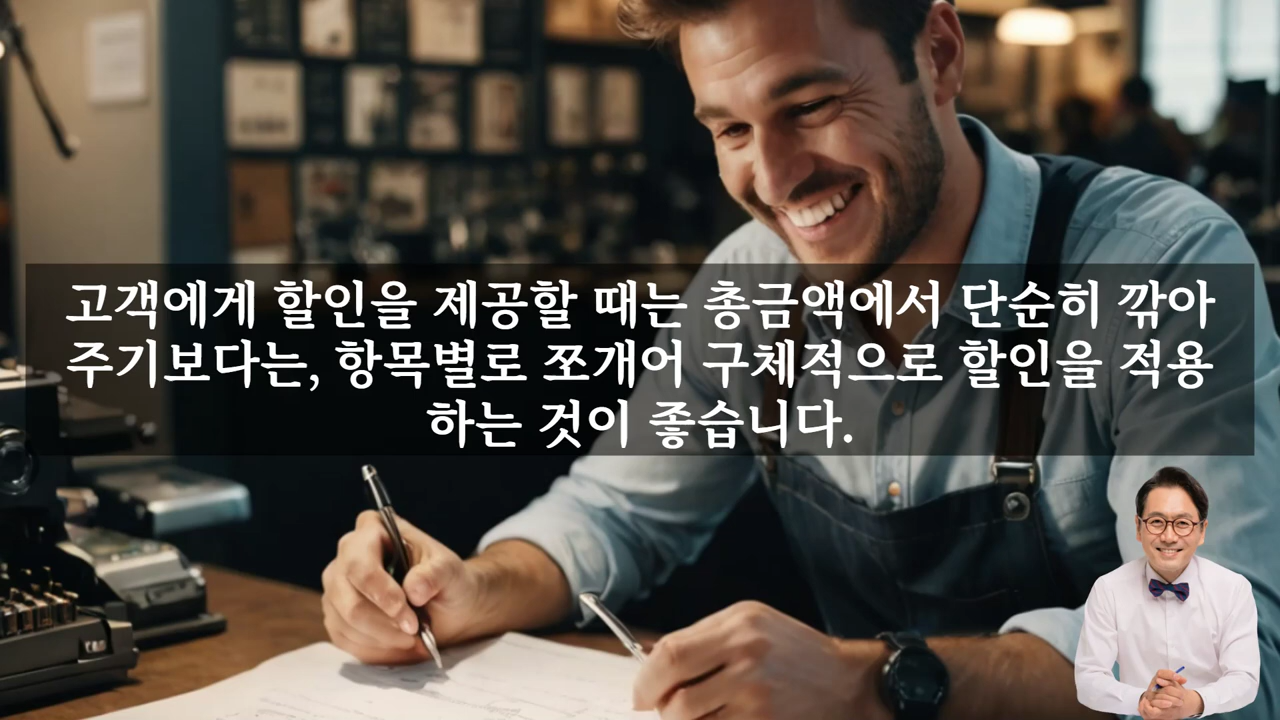 고객에게 할인을 제공할 때는 총금액에서 단순히 깎아
주기보다는, 항목별로 쪼개어 구체적으로 할인을 적용
하는 것이 좋습니다.